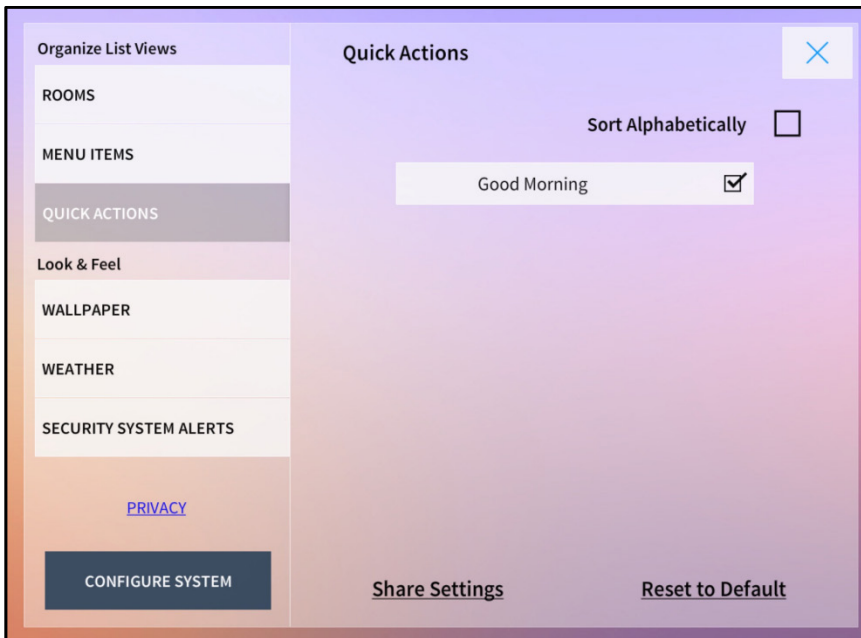 Organize List Views
ROOMS
MENU ITEMS
QUICK ACTIONS
Look & Feel
WALLPAPER
WEATHER
SECURITY SYSTEM ALERTS
PRIVACY
CONFIGURE SYSTEM
Quick Actions
Sort Alphabetically
Good Morning
Share Settings
Reset to Default